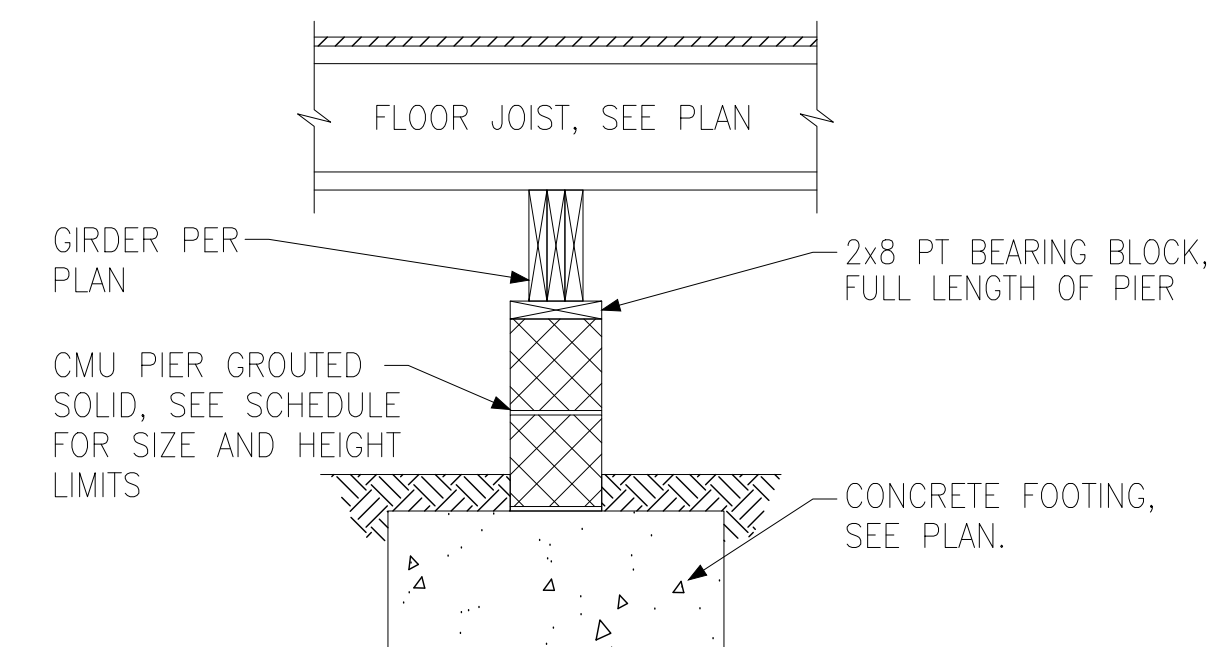 FLOOR JOIST, SEE PLAN
GIRDER PER
PLAN
2x8 PT BEARING BLOCK,
FULL LENGTH OF PIER
CMU PIER GROUTED
SOLID, SEE SCHEDULE
FOR SIZE AND HEIGHT
LIMITS
CONCRETE FOOTING,
SEE PLAN.